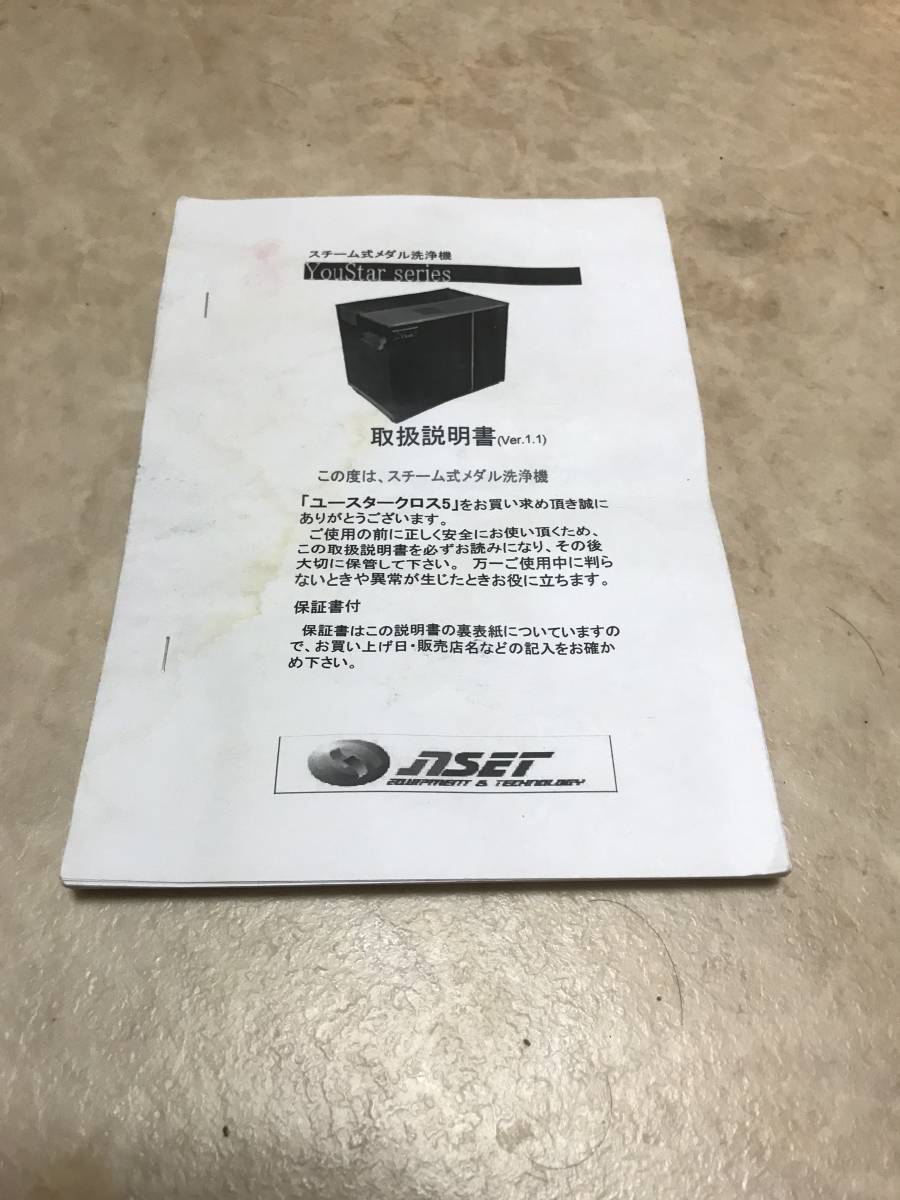 スチーム式メダル洗浄機
YouStar series
取扱説明書(Ver.1.1)
この度は、スチーム式メダル洗浄機
「ユースタークロス5」をお買い求め頂き誠に
ありがとうございます。
ご使用の前に正しく安全にお使い頂くため、
この取扱説明書を必ずお読みになり、その後
大切に保管して下さい。 万一ご使用中に判ら
ないときや異常が生じたときお役に立ちます。
保証書付
保証書はこの説明書の裏表紙についていますの
で、お買い上げ日・販売店名などの記入をお確か
め下さい。
NSET
EQUIPMENT & TECHNOLOGY